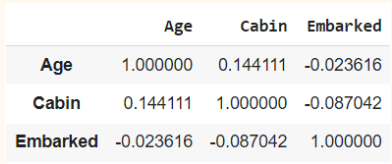 Age Cabin Embarked
Age 1.000000 0.144111 -0.023616
Cabin 0.144111 1.000000 -0.087042
Embarked -0.023616 -0.087042 1.000000